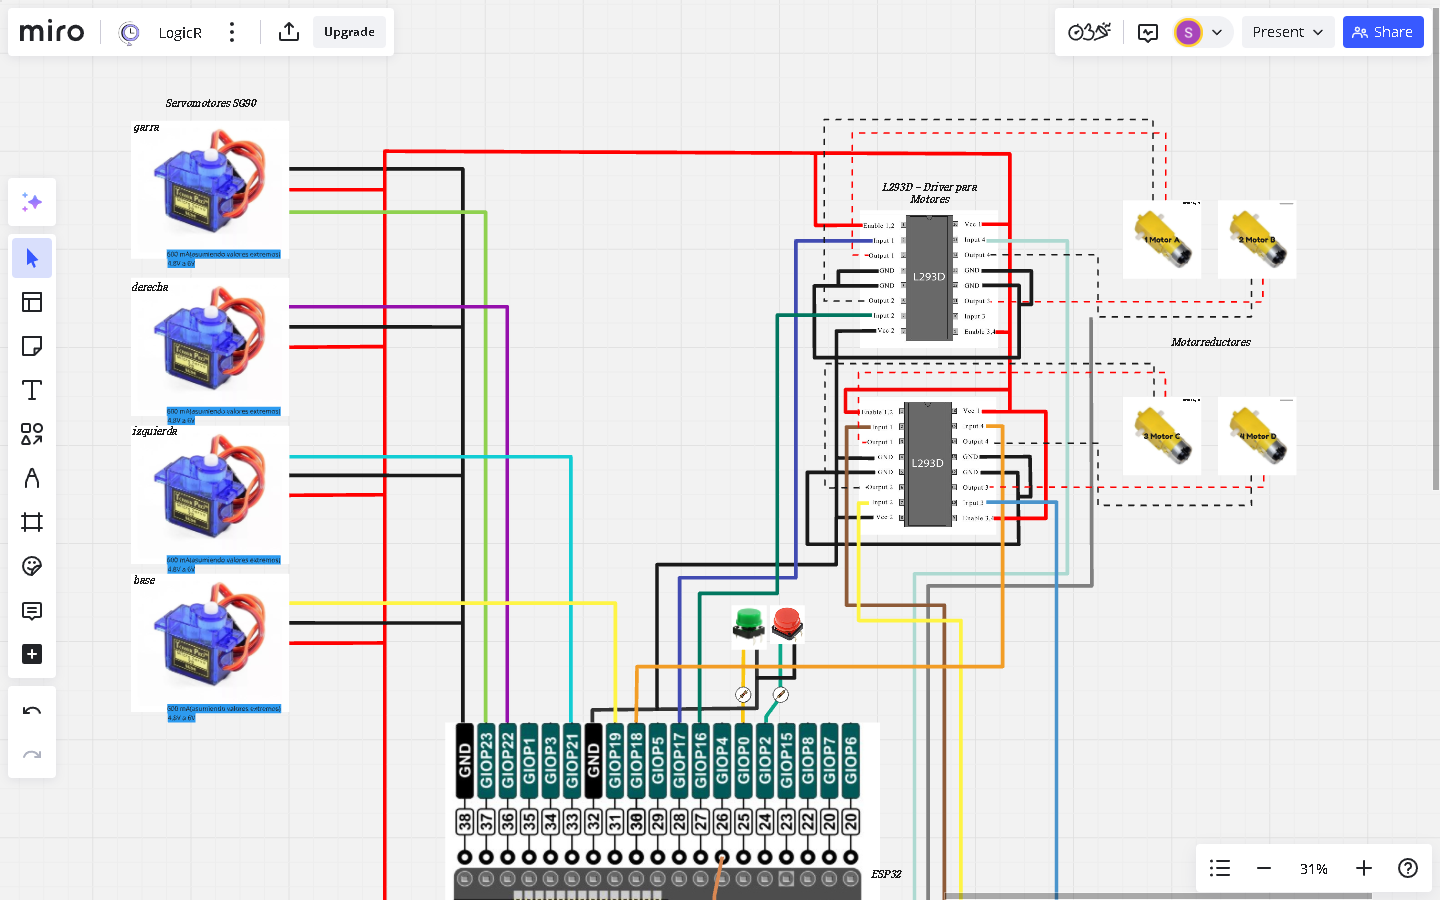 miro
LogicR
Upgrade
S
Present
Share
Servomotores SG90
garra
600 mA(asumiendo valores extremos)
4.8V a 6V
derecha
600 mA(asumiendo valores extremos)
4.8V a 6V
izquierda
600 mA(asumiendo valores extremos)
4.8V a 6V
base
600 mA(asumiendo valores extremos)
4.8V a 6V
L293D - Driver para
Motores
Enable 1,2
Input 1
Output 1
GND
GND
Output 2
Input 2
Vcc 2
L293D
Vcc 1
Input 4
Output 4
GND
GND
Output 3
Input 3
Enable 3,4
Enable 1,2
Input 1
Output 1
GND
GND
Output 2
Input 2
Vcc 2
L293D
Vcc 1
Input 4
Output 4
GND
GND
Output 3
Input 3
Enable 3,4
1 Motor A
2 Motor B
Motorreductores
3 Motor C
4 Motor D
GND
GIOP23
GIOP22
GIOP1
GIOP3
GIOP21
GND
GIOP19
GIOP18
GIOP5
GIOP17
GIOP16
GIOP4
GIOP0
GIOP2
GIOP15
GIOP8
GIOP7
GIOP6
38
37
36
35
34
33
32
31
30
29
28
27
26
25
24
23
22
20
20
ESP32
31%